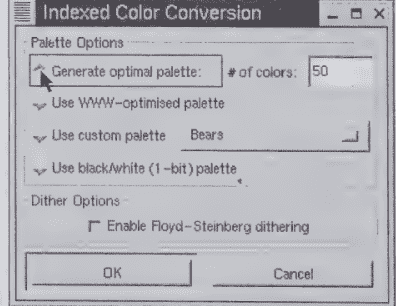 Indexed Color Conversion
Palette Options
Generate optimal palette: # of colors: 50
Use WWW-optimised palette
Use custom palette Bears
Use black/white (1-bit) palette
Dither Options
Enable Floyd-Steinberg dithering
OK Cancel